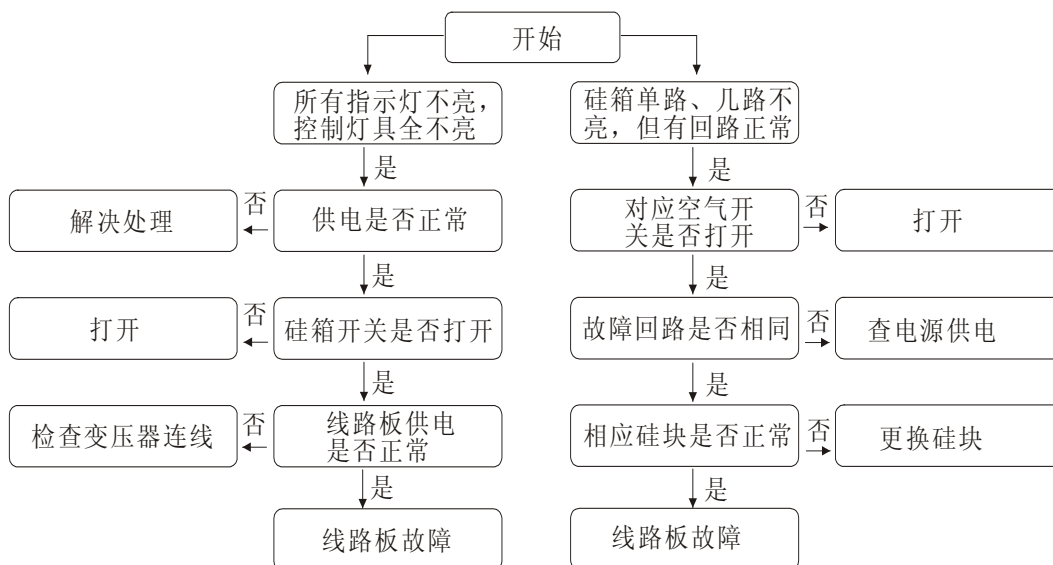 开始
所有指示灯不亮，
控制灯具全不亮
硅箱单路、几路不
亮，但有回路正常
是
是
解决处理
否
供电是否正常
对应空气开
关是否打开
否
打开
是
是
打开
否
硅箱开关是否打开
故障回路是否相同
否
查电源供电
是
是
检查变压器连线
否
线路板供电
是否正常
相应硅块是否正常
否
更换硅块
是
是
线路板故障
线路板故障